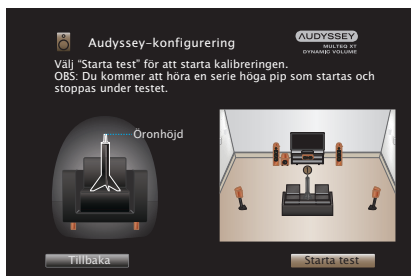 Audyssey-konfigurering
AUDYSSEY
MULTEQ XT
DYNAMIC VOLUME
Välj “Starta test” för att starta kalibreringen.
OBS: Du kommer att höra en serie höga pip som startas och
stoppas under testet.
Öronhöjd
Tillbaka
Starta test